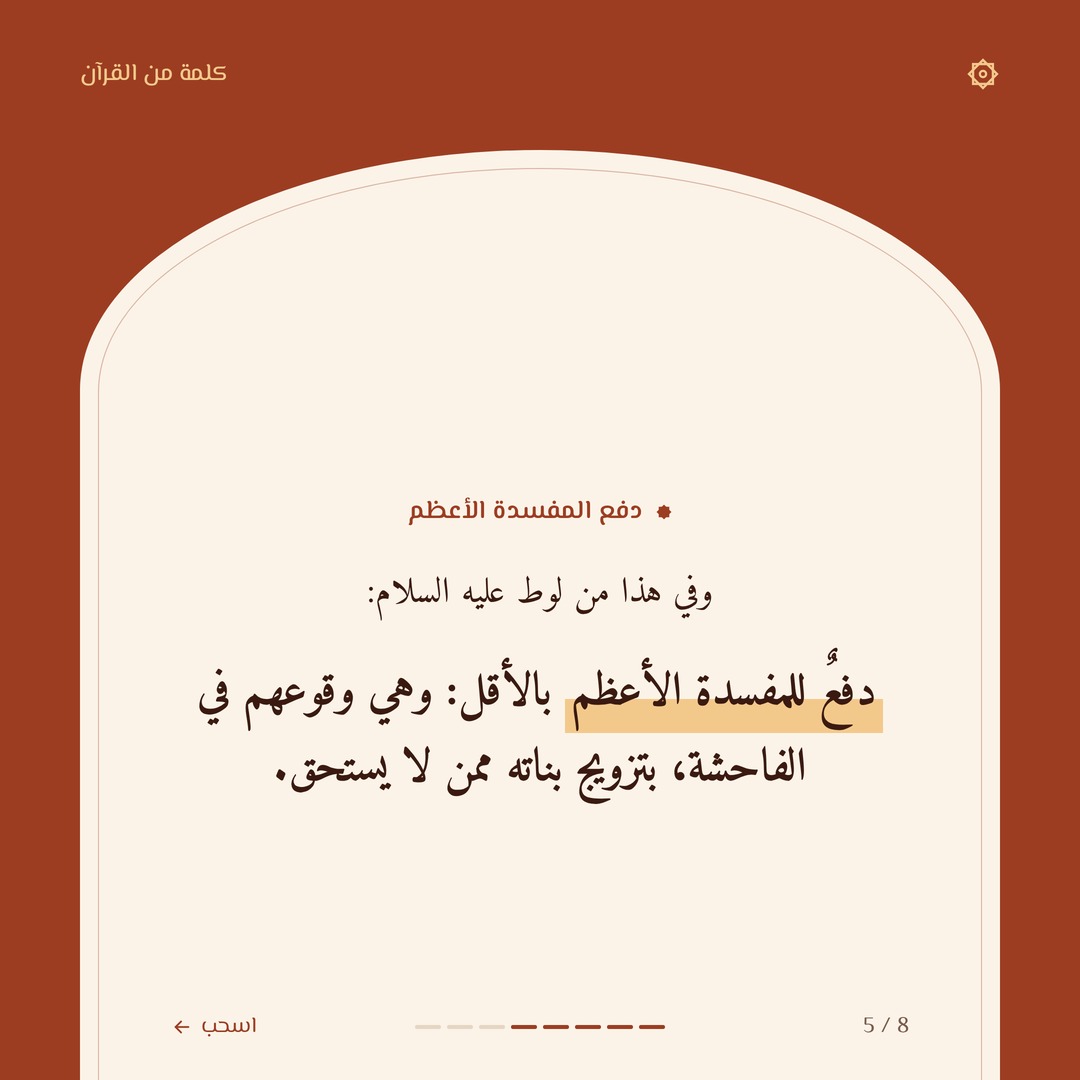 كلمة من القرآن
دفع المفسدة الأعظم
وفي هذا من لوط عليه السلام:
دفعٌ للمفسدة الأعظم بالأقل: وهي وقوعهم في
الفاحشة، بتزويج بناته ممن لا يستحق.
5 / 8
اسحب ←